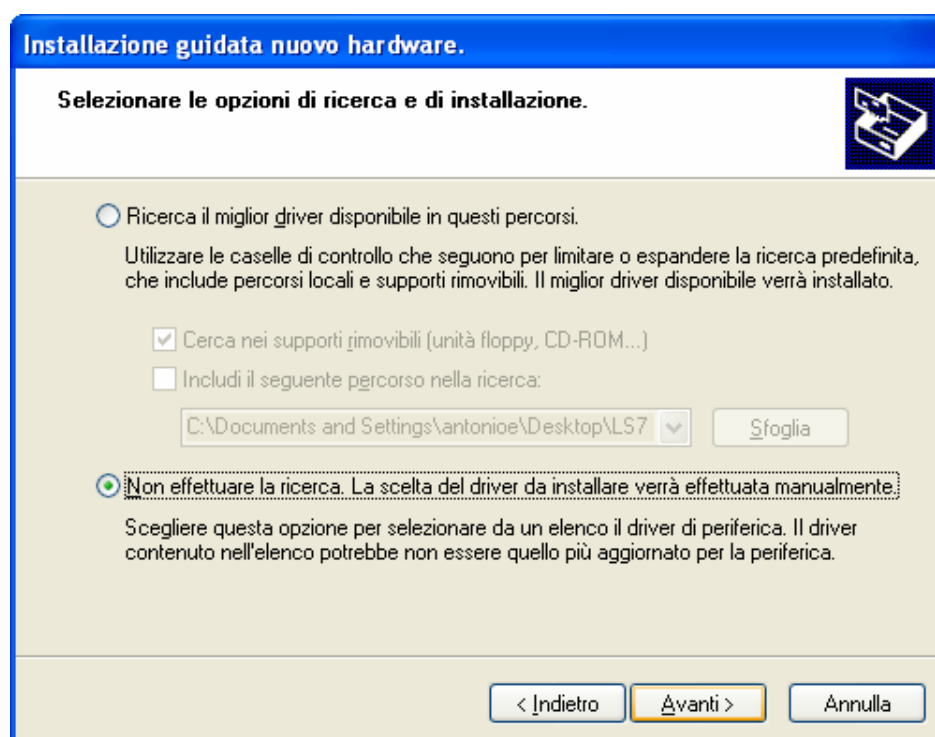 Installazione guidata nuovo hardware.
Selezionare le opzioni di ricerca e di installazione.
Ricerca il miglior driver disponibile in questi percorsi.
Utilizzare le caselle di controllo che seguono per limitare o espandere la ricerca predefinita,
che include percorsi locali e supporti rimovibili. Il miglior driver disponibile verrà installato.
Cerca nei supporti rimovibili (unità floppy, CD-ROM...)
Includi il seguente percorso nella ricerca:
C:\Documents and Settings\antonioe\Desktop\LS7 Sfoglia
Non effettuare la ricerca. La scelta del driver da installare verrà effettuata manualmente.
Scegliere questa opzione per selezionare da un elenco il driver di periferica. Il driver
contenuto nell'elenco potrebbe non essere quello più aggiornato per la periferica.
< Indietro Avanti > Annulla